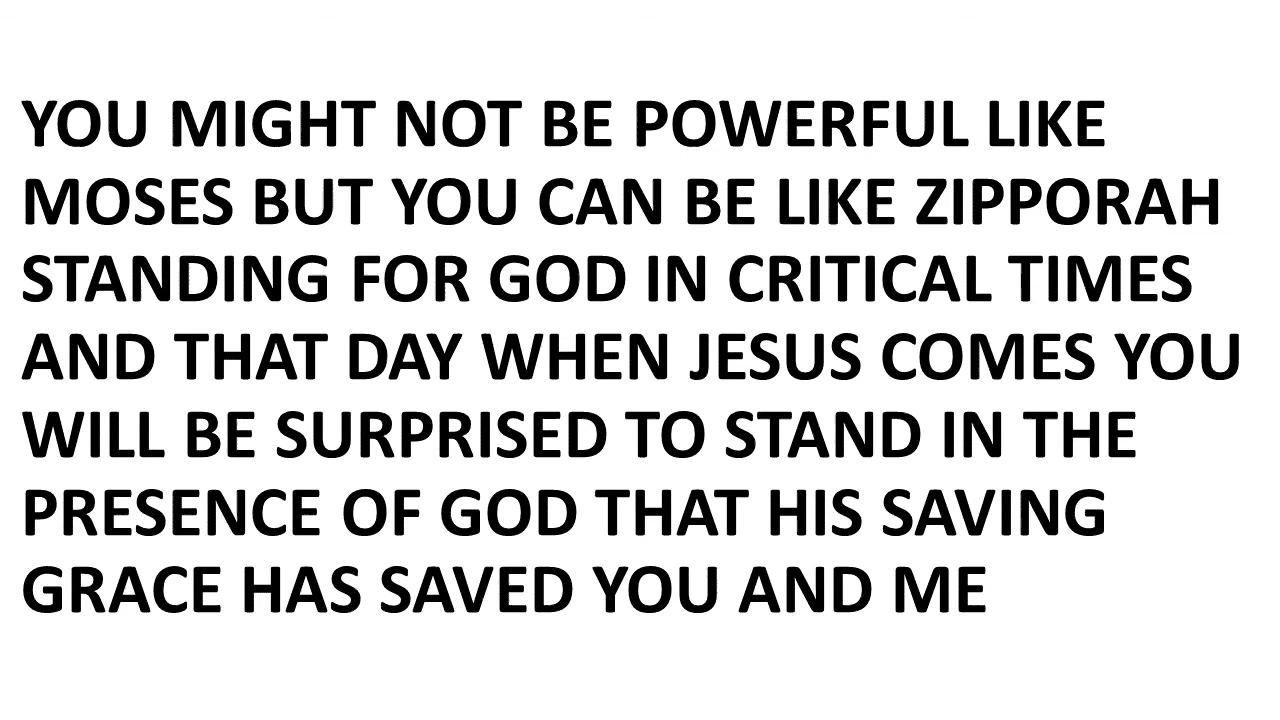 YOU MIGHT NOT BE POWERFUL LIKE
MOSES BUT YOU CAN BE LIKE ZIPPORAH
STANDING FOR GOD IN CRITICAL TIMES
AND THAT DAY WHEN JESUS COMES YOU
WILL BE SURPRISED TO STAND IN THE
PRESENCE OF GOD THAT HIS SAVING
GRACE HAS SAVED YOU AND ME